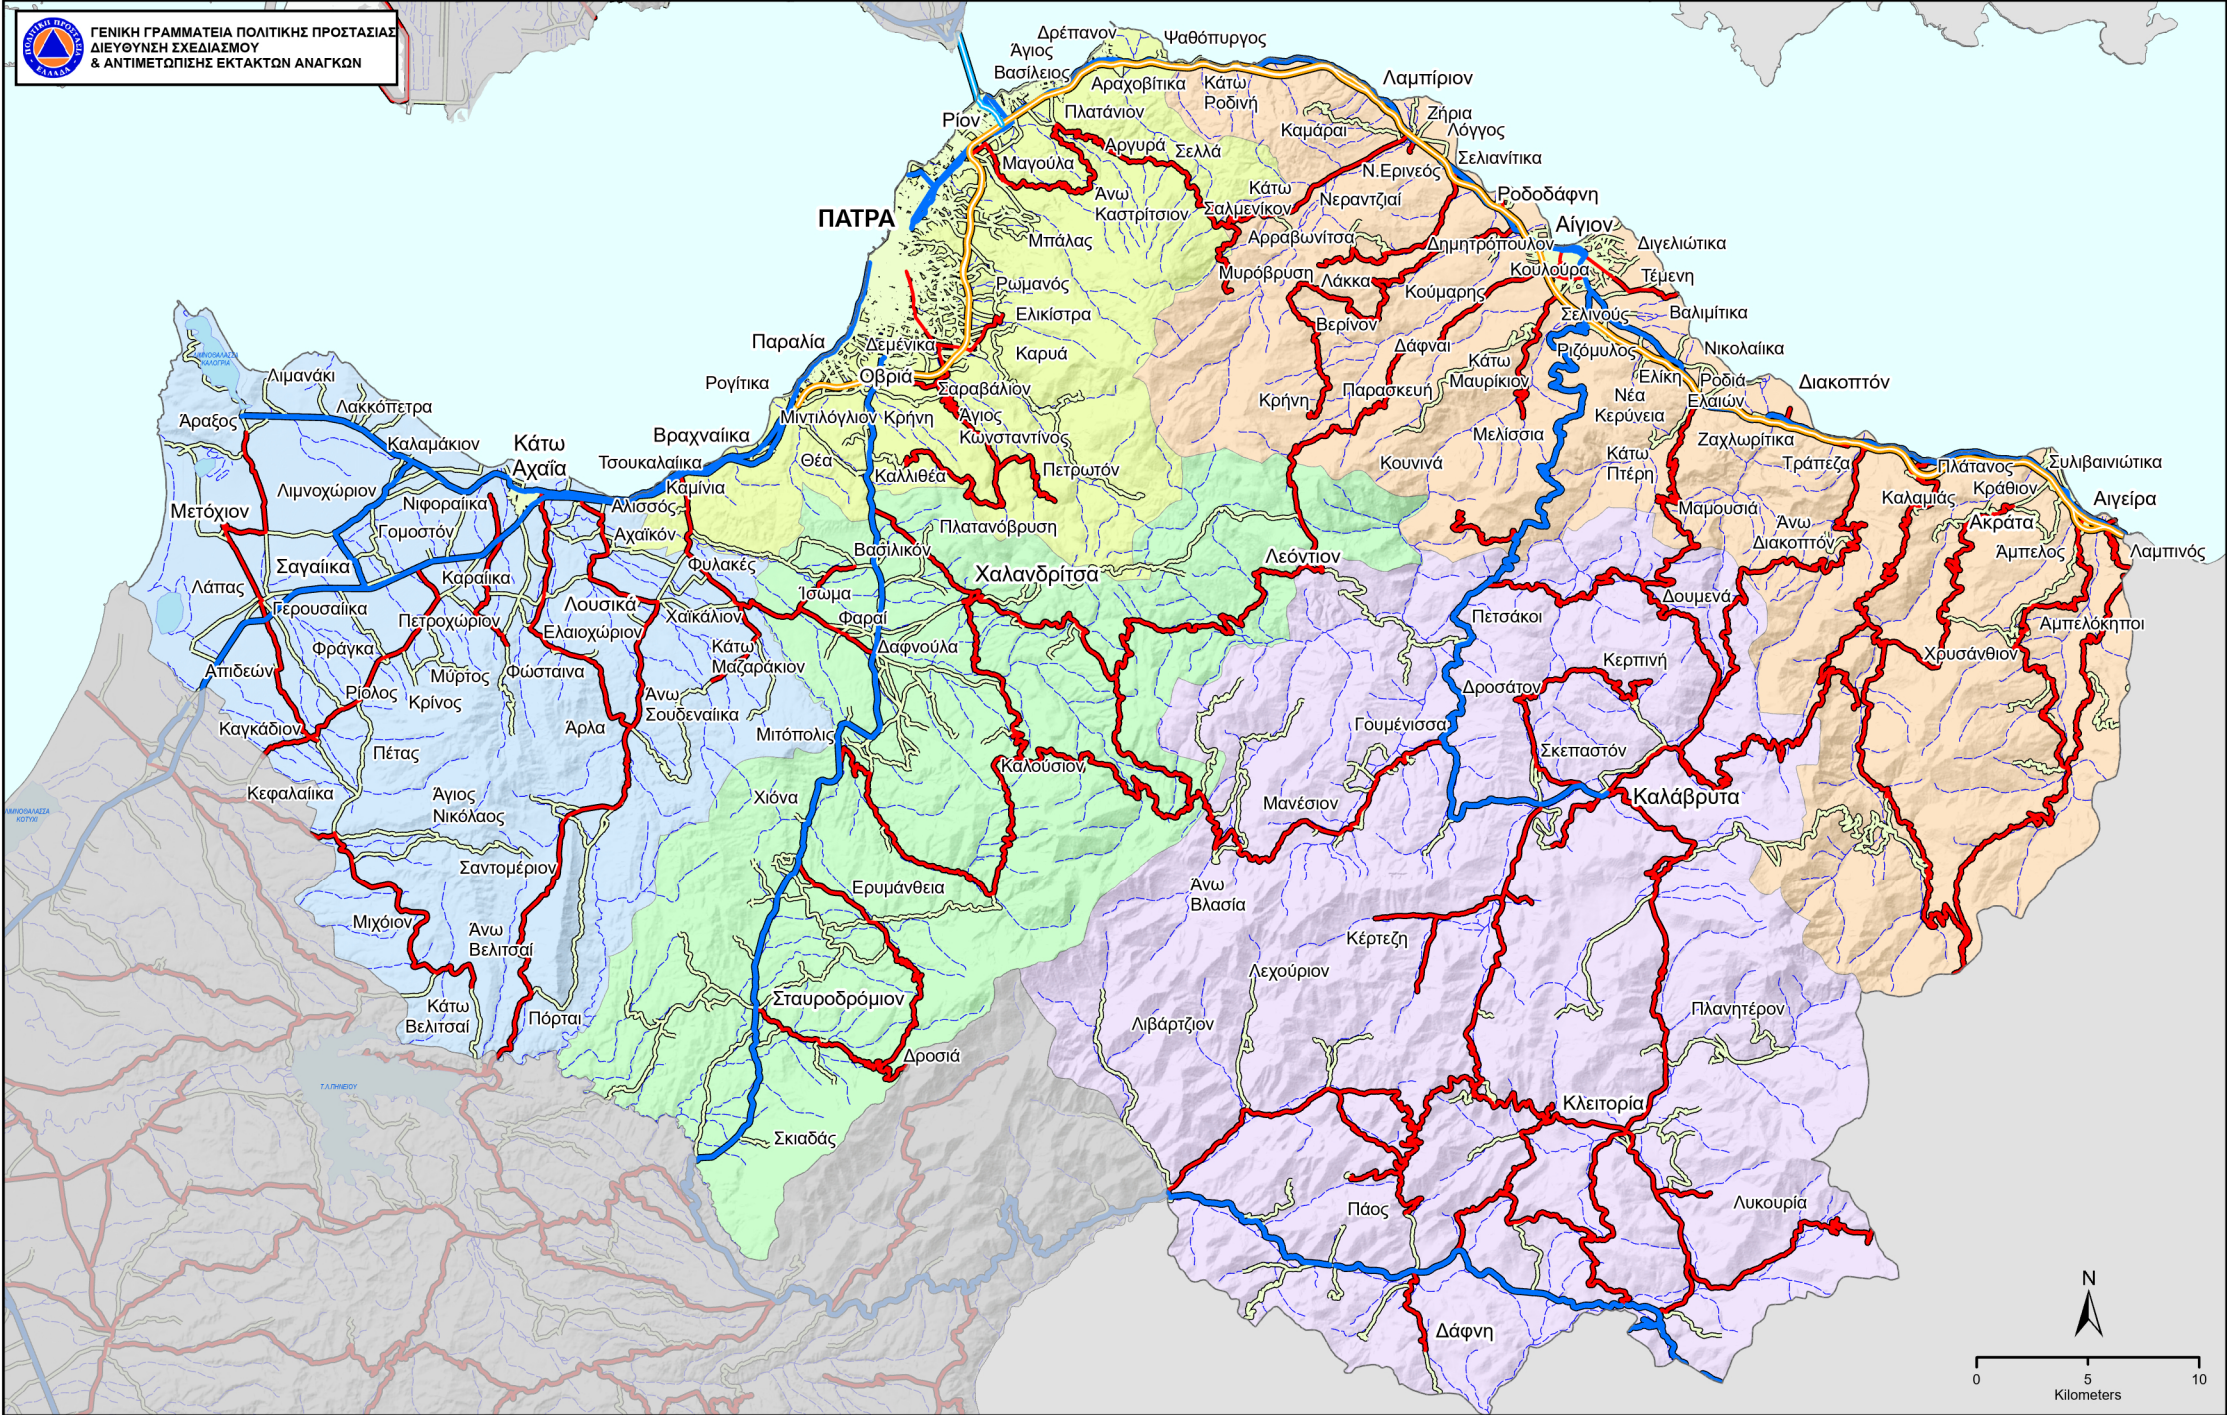 ΓΕΝΙΚΗ ΓΡΑΜΜΑΤΕΙΑ ΠΟΛΙΤΙΚΗΣ ΠΡΟΣΤΑΣΙΑΣ
ΔΙΕΥΘΥΝΣΗ ΣΧΕΔΙΑΣΜΟΥ
& ΑΝΤΙΜΕΤΩΠΙΣΗΣ ΕΚΤΑΚΤΩΝ ΑΝΑΓΚΩΝ
ΠΟΛΙΤΙΚΗ ΠΡΟΣΤΑΣΙΑ
ΕΛΛΑΔΑ
Δρέπανον
Ψαθόπυργος
Άγιος
Βασίλειος
Αραχοβίτικα
Κάτω
Ροδινή
Λαμπίριον
Ρίον
Πλατάνιον
Ζήρια
Λόγγος
Καμάραι
Αργυρά
Σελλά
Μαγούλα
Σελιανίτικα
Ν.Ερινεός
Άνω
Καστρίτσιον
Κάτω
Σαλμενίκον
Νεραντζιαί
Ροδοδάφνη
ΠΑΤΡΑ
Αίγιον
Μπάλας
Αρραβωνίτσα
Δημητρόπουλον
Διγελιώτικα
Μυρόβρυση
Λάκκα
Κουλούρα
Τέμενη
Ρωμανός
Κούμαρης
Ελικίστρα
Βερίνον
Σελινούς
Βαλιμίτικα
Παραλία
Δεμένικα
Καρυά
Δάφναι
Κάτω
Μαυρίκιον
Ριζόμυλος
Νικολαίικα
ΛΙΜΝΟΘΑΛΑΣΣΑ
ΚΑΛΟΓΡΙΑ
Λιμανάκι
Ρογίτικα
Οβριά
Σαραβάλιον
Παρασκευή
Ελίκη
Ροδιά
Διακοπτόν
Νέα
Κερύνεια
Ελαιών
Άραξος
Λακκόπετρα
Μιντιλόγλιον
Κρήνη
Άγιος
Κωνσταντίνος
Κρήνη
Καλαμάκιον
Κάτω
Αχαΐα
Βραχναίικα
Μελίσσια
Ζαχλωρίτικα
Τσουκαλαίικα
Θέα
Καλλιθέα
Πετρωτόν
Κουνινά
Κάτω
Πτέρη
Τράπεζα
Πλάτανος
Συλιβαινιώτικα
Λιμνοχώριον
Νιφοραίικα
Καμίνια
Καλαμιάς
Κράθιον
Αιγείρα
Μετόχιον
Αλισσός
Μαμουσιά
Άνω
Διακοπτόν
Ακράτα
Γομοστόν
Αχαϊκόν
Πλατανόβρυση
Βασιλικόν
Λεόντιον
Άμπελος
Λαμπινός
Σαγαίικα
Καραίικα
Φυλακές
Χαλανδρίτσα
Λάπας
Ίσωμα
Δουμενά
Γερουσαίικα
Πετροχώριον
Λουσικά
Χαϊκάλιον
Φαραί
Πετσάκοι
Αμπελόκηποι
Φράγκα
Ελαιοχώριον
Κάτω
Μαζαράκιον
Δαφνούλα
Κερπινή
Χρυσάνθιον
Απιδεών
Μύρτος
Φώσταινα
Ρίολος
Κρίνος
Άνω
Σουδεναίικα
Δροσάτον
Καγκάδιον
Άρλα
Μιτόπολις
Γουμένισσα
Πέτας
Καλούσιον
Σκεπαστόν
Κεφαλαίικα
Άγιος
Νικόλαος
Χιόνα
Μανέσιον
Καλάβρυτα
ΛΙΜΝΟΘΑΛΑΣΣΑ
ΚΟΤΥΧΙ
Σαντομέριον
Ερυμάνθεια
Άνω
Βλασία
Μιχόιον
Άνω
Βελιτσαί
Κέρτεζη
Λεχούριον
Κάτω
Βελιτσαί
Πόρται
Σταυροδρόμιον
Λιβάρτζιον
Πλανητέρον
Δροσιά
Τ.Λ.ΠΗΝΕΙΟΥ
Κλειτορία
Σκιαδάς
Πάος
Λυκουρία
Δάφνη
N
0 5 10
Kilometers